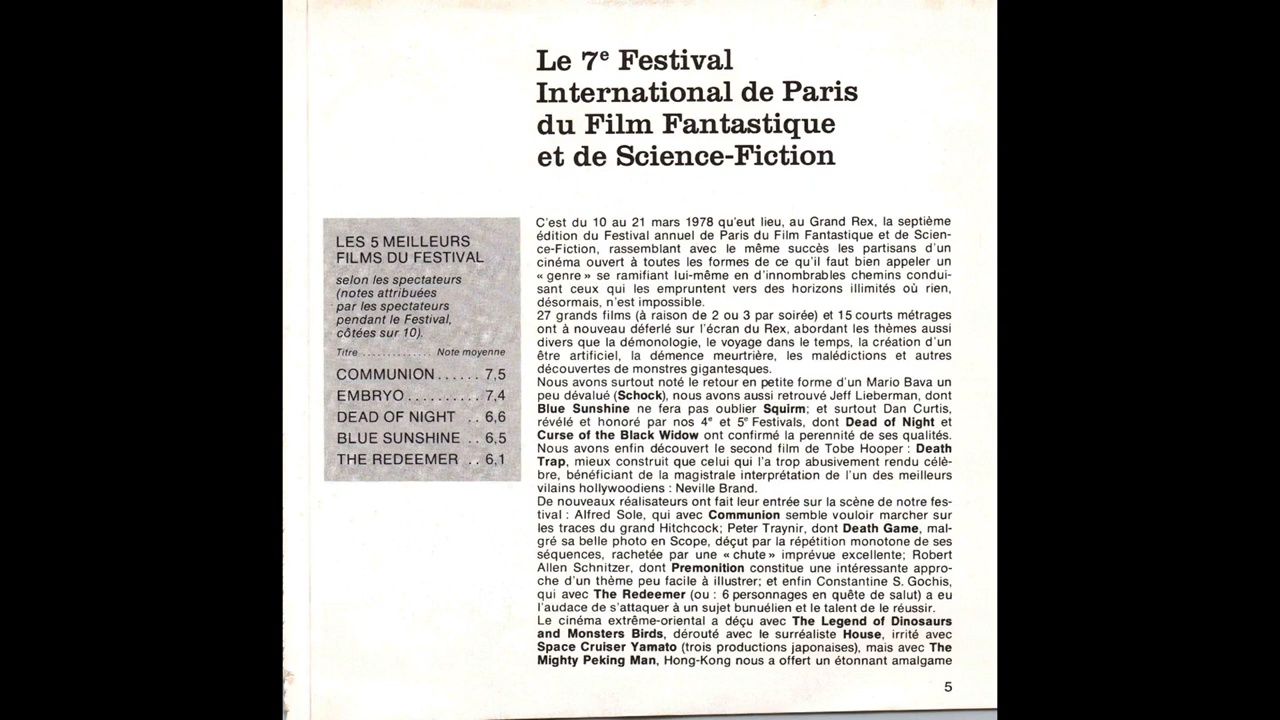 Le 7e Festival
International de Paris
du Film Fantastique
et de Science-Fiction
LES 5 MEILLEURS
FILMS DU FESTIVAL
selon les spectateurs
(notes attribuées
par les spectateurs
pendant le Festival,
côtées sur 10).
Titre.............. Note moyenne
COMMUNION...... 7,5
EMBRYO.......... 7,4
DEAD OF NIGHT .. 6,6
BLUE SUNSHINE .. 6,5
THE REDEEMER .. 6,1
C'est du 10 au 21 mars 1978 qu'eut lieu, au Grand Rex, la septième
édition du Festival annuel de Paris du Film Fantastique et de Scien-
ce-Fiction, rassemblant avec le même succès les partisans d'un
cinéma ouvert à toutes les formes de ce qu'il faut bien appeler un
« genre » se ramifiant lui-même en d'innombrables chemins condui-
sant ceux qui les empruntent vers des horizons illimités où rien,
désormais, n'est impossible.
27 grands films (à raison de 2 ou 3 par soirée) et 15 courts métrages
ont à nouveau déferlé sur l'écran du Rex, abordant les thèmes aussi
divers que la démonologie, le voyage dans le temps, la création d'un
être artificiel, la démence meurtrière, les malédictions et autres
découvertes de monstres gigantesques.
Nous avons surtout noté le retour en petite forme d'un Mario Bava un
peu dévalué (Schock), nous avons aussi retrouvé Jeff Lieberman, dont
Blue Sunshine ne fera pas oublier Squirm; et surtout Dan Curtis,
révélé et honoré par nos 4e et 5e Festivals, dont Dead of Night et
Curse of the Black Widow ont confirmé la perennité de ses qualités.
Nous avons enfin découvert le second film de Tobe Hooper : Death
Trap, mieux construit que celui qui l'a trop abusivement rendu célè-
bre, bénéficiant de la magistrale interprétation de l'un des meilleurs
vilains hollywoodiens : Neville Brand.
De nouveaux réalisateurs ont fait leur entrée sur la scène de notre fes-
tival : Alfred Sole, qui avec Communion semble vouloir marcher sur
les traces du grand Hitchcock; Peter Traynir, dont Death Game, mal-
gré sa belle photo en Scope, déçut par la répétition monotone de ses
séquences, rachetée par une « chute » imprévue excellente; Robert
Allen Schnitzer, dont Premonition constitue une intéressante appro-
che d'un thème peu facile à illustrer; et enfin Constantine S. Gochis,
qui avec The Redeemer (ou : 6 personnages en quête de salut) a eu
l'audace de s'attaquer à un sujet bunuélien et le talent de le réussir.
Le cinéma extrême-oriental a déçu avec The Legend of Dinosaurs
and Monsters Birds, dérouté avec le surréaliste House, irrité avec
Space Cruiser Yamato (trois productions japonaises), mais avec The
Mighty Peking Man, Hong-Kong nous a offert un étonnant amalgame
5